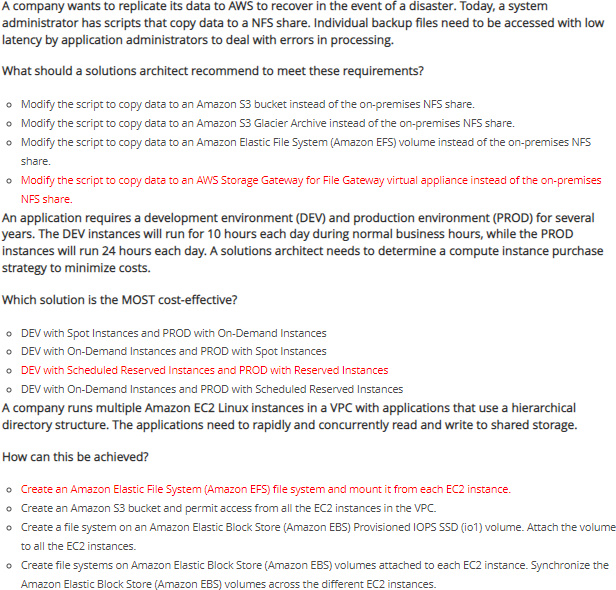 A company wants to replicate its data to AWS to recover in the event of a disaster. Today, a system
administrator has scripts that copy data to a NFS share. Individual backup files need to be accessed with low
latency by application administrators to deal with errors in processing.
What should a solutions architect recommend to meet these requirements?
Modify the script to copy data to an Amazon S3 bucket instead of the on-premises NFS share.
Modify the script to copy data to an Amazon S3 Glacier Archive instead of the on-premises NFS share.
Modify the script to copy data to an Amazon Elastic File System (Amazon EFS) volume instead of the on-premises NFS
share.
Modify the script to copy data to an AWS Storage Gateway for File Gateway virtual appliance instead of the on-premises
NFS share.
An application requires a development environment (DEV) and production environment (PROD) for several
years. The DEV instances will run for 10 hours each day during normal business hours, while the PROD
instances will run 24 hours each day. A solutions architect needs to determine a compute instance purchase
strategy to minimize costs.
Which solution is the MOST cost-effective?
DEV with Spot Instances and PROD with On-Demand Instances
DEV with On-Demand Instances and PROD with Spot Instances
DEV with Scheduled Reserved Instances and PROD with Reserved Instances
DEV with On-Demand Instances and PROD with Scheduled Reserved Instances
A company runs multiple Amazon EC2 Linux instances in a VPC with applications that use a hierarchical
directory structure. The applications need to rapidly and concurrently read and write to shared storage.
How can this be achieved?
Create an Amazon Elastic File System (Amazon EFS) file system and mount it from each EC2 instance.
Create an Amazon S3 bucket and permit access from all the EC2 instances in the VPC.
Create a file system on an Amazon Elastic Block Store (Amazon EBS) Provisioned IOPS SSD (io1) volume. Attach the volume
to all the EC2 instances.
Create file systems on Amazon Elastic Block Store (Amazon EBS) volumes attached to each EC2 instance. Synchronize the
Amazon Elastic Block Store (Amazon EBS) volumes across the different EC2 instances.